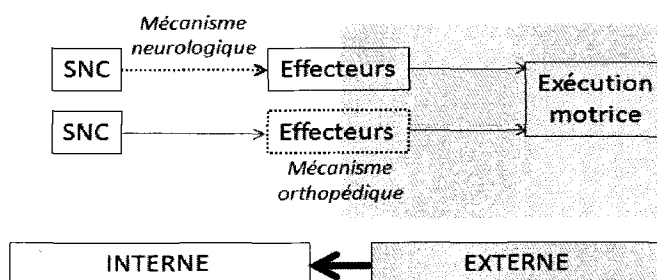 Mécanisme
neurologique
SNC
Effecteurs
Exécution
motrice
SNC
Effecteurs
Mécanisme
orthopédique
INTERNE
EXTERNE